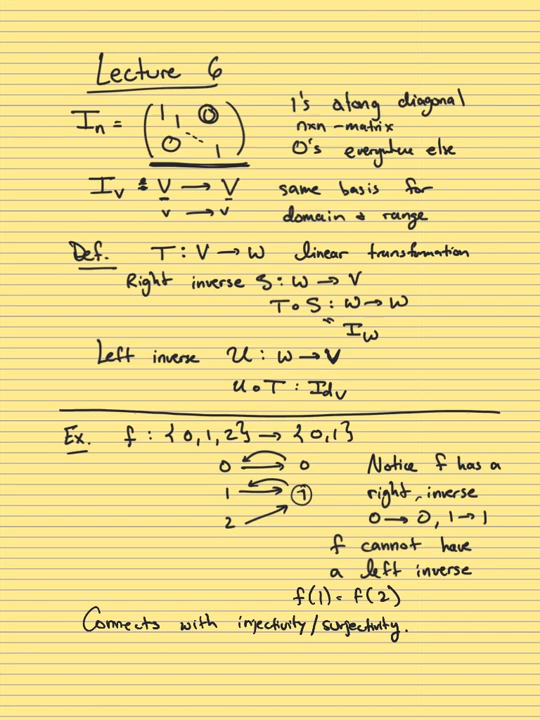 Lecture 6
Iₙ = (1 1 0 0 ⋱ 1) 1's along diagonal
nxn-matrix
0's everywhere else
I_V : V → V same basis for
v → v domain & range
Def. T : V → W linear transformation
Right inverse S : W → V
T∘S : W → W
" I_W
Left inverse U : W → V
U∘T : Id_V
Ex. f : {0,1,2} → {0,1}
0 → 0 Notice f has a
1 → 1 right inverse
2 0 → 0, 1 → 1
f cannot have
a left inverse
f(1) = f(2)
Connects with injectivity/surjectivity.